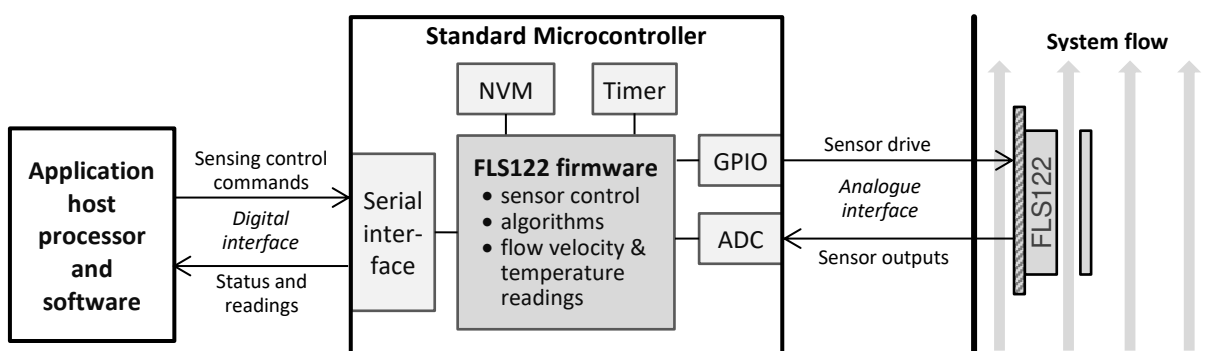 Standard Microcontroller
System flow
NVM
Timer
Application
host
processor
and
software
Sensing control
commands
Digital
interface
Status and
readings
Serial
inter-
face
FLS122 firmware
• sensor control
• algorithms
• flow velocity &
temperature
readings
GPIO
ADC
Sensor drive
Analogue
interface
Sensor outputs
FLS122